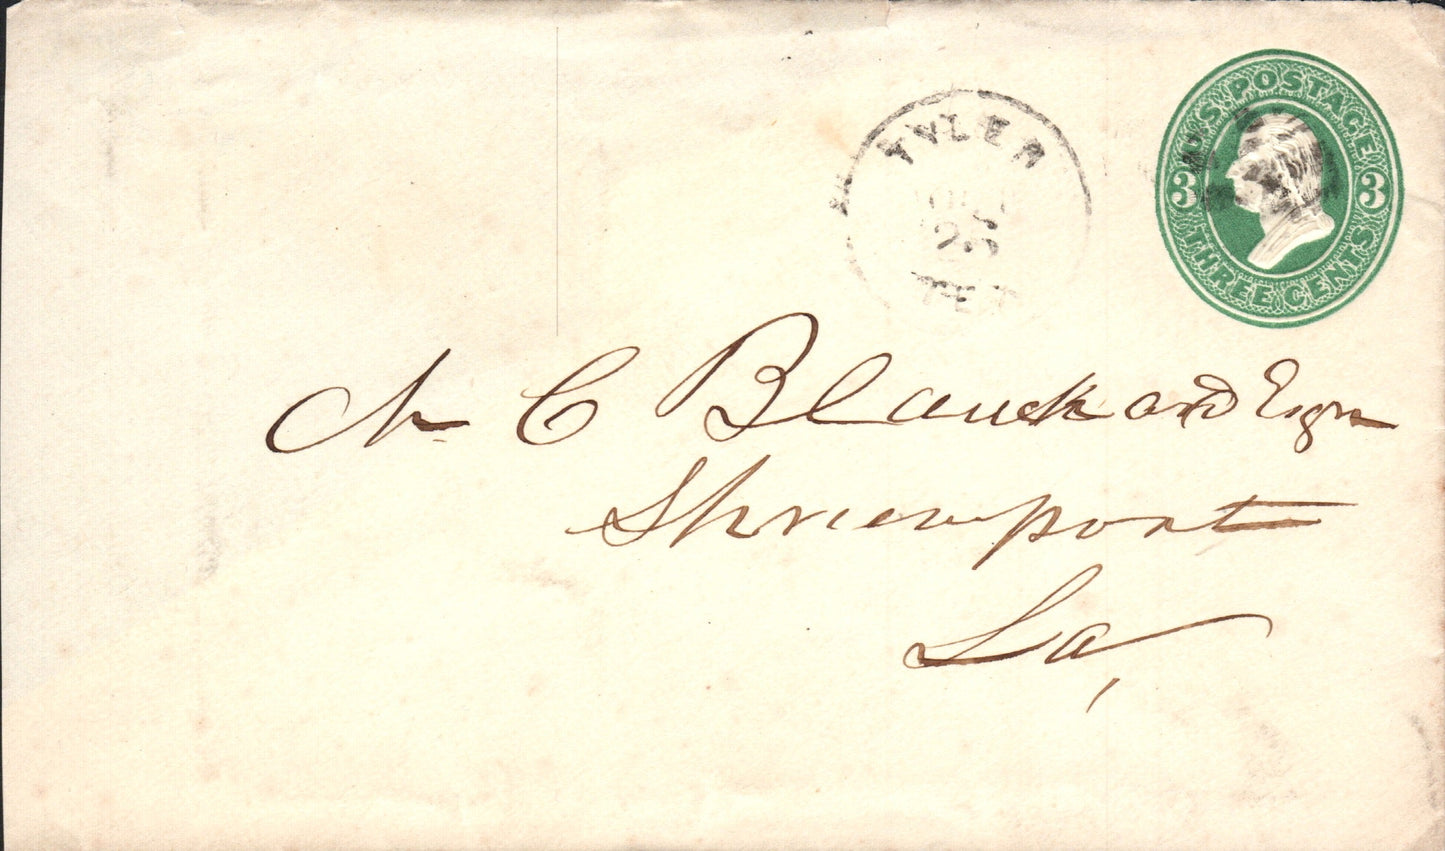 U.S. POSTAGE
3 3
THREE CENTS
TYLER
25
TEX
N C Blanchard Esqr
Shreveport
La,